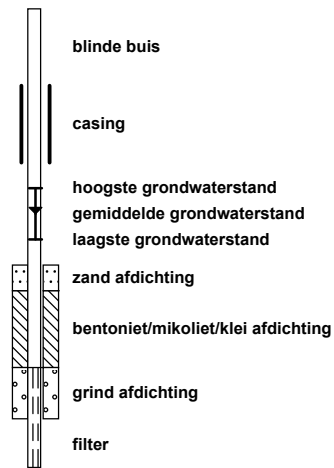 blinde buis
casing
hoogste grondwaterstand
gemiddelde grondwaterstand
laagste grondwaterstand
zand afdichting
bentoniet/mikoliet/klei afdichting
grind afdichting
filter